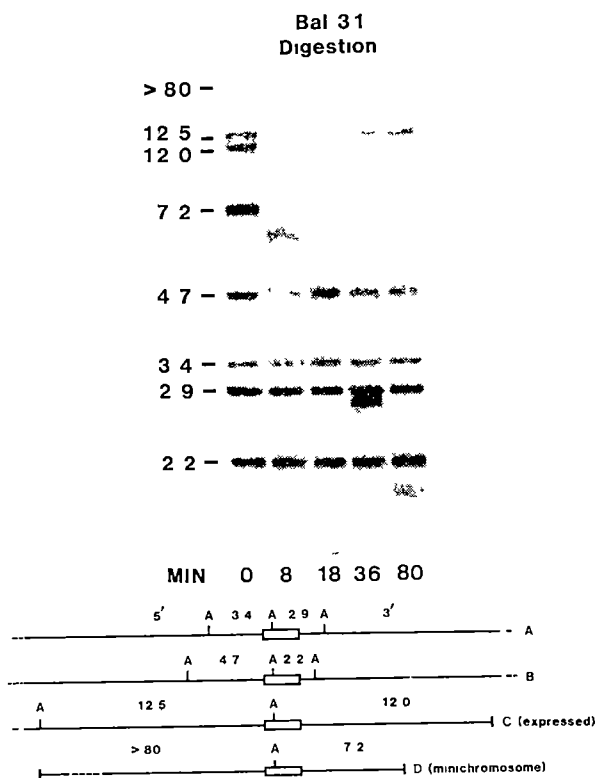 Bal 31
Digestion
>80
12 5
12 0
7 2
4 7
3 4
2 9
2 2
MIN 0 8 18 36 80
5′ A 3 4 A 2 9 A 3′
A
A 4 7 A 2 2 A
B
A 12 5 A 12 0
C (expressed)
>80 A 7 2
D (minichromosome)